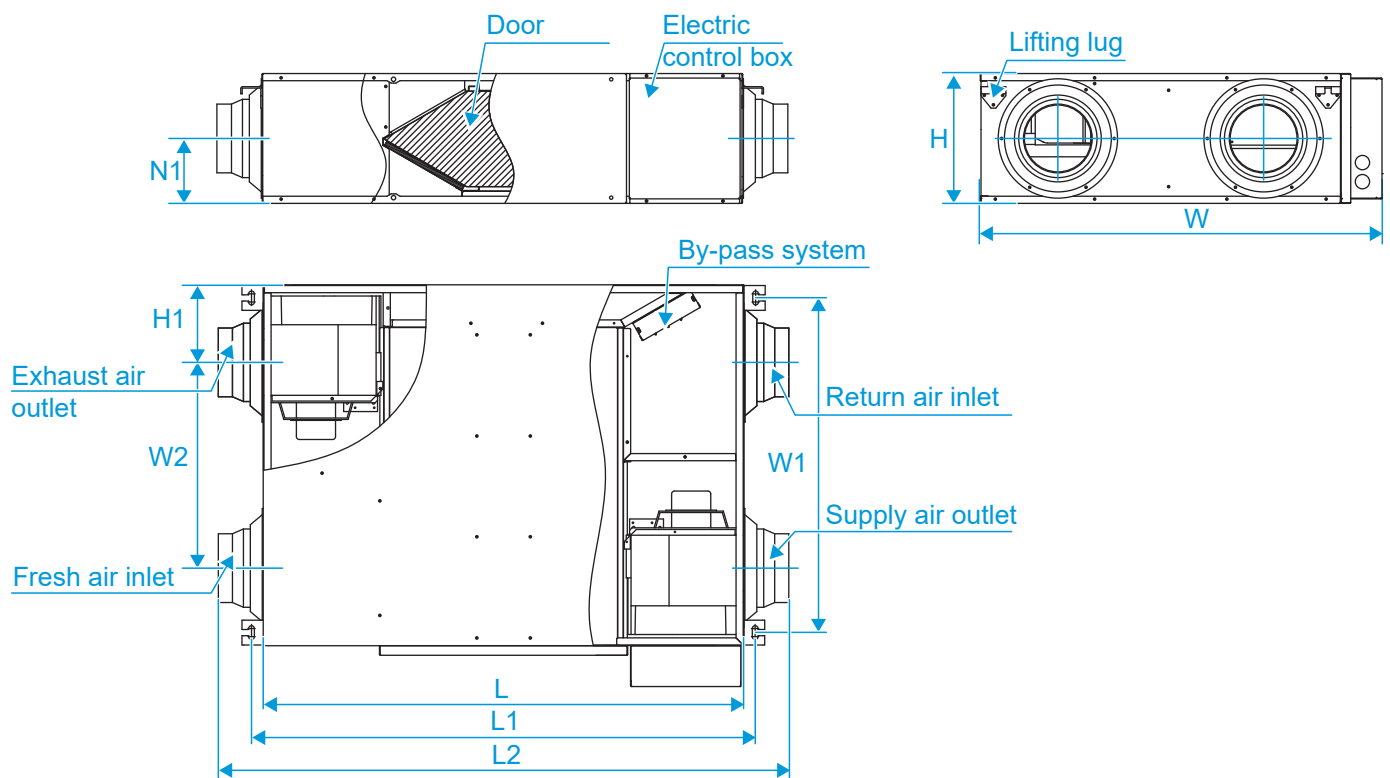 Door
Electric
control box
Lifting lug
N1
H
W
By-pass system
H1
Exhaust air
outlet
Return air inlet
W2
W1
Supply air outlet
Fresh air inlet
L
L1
L2